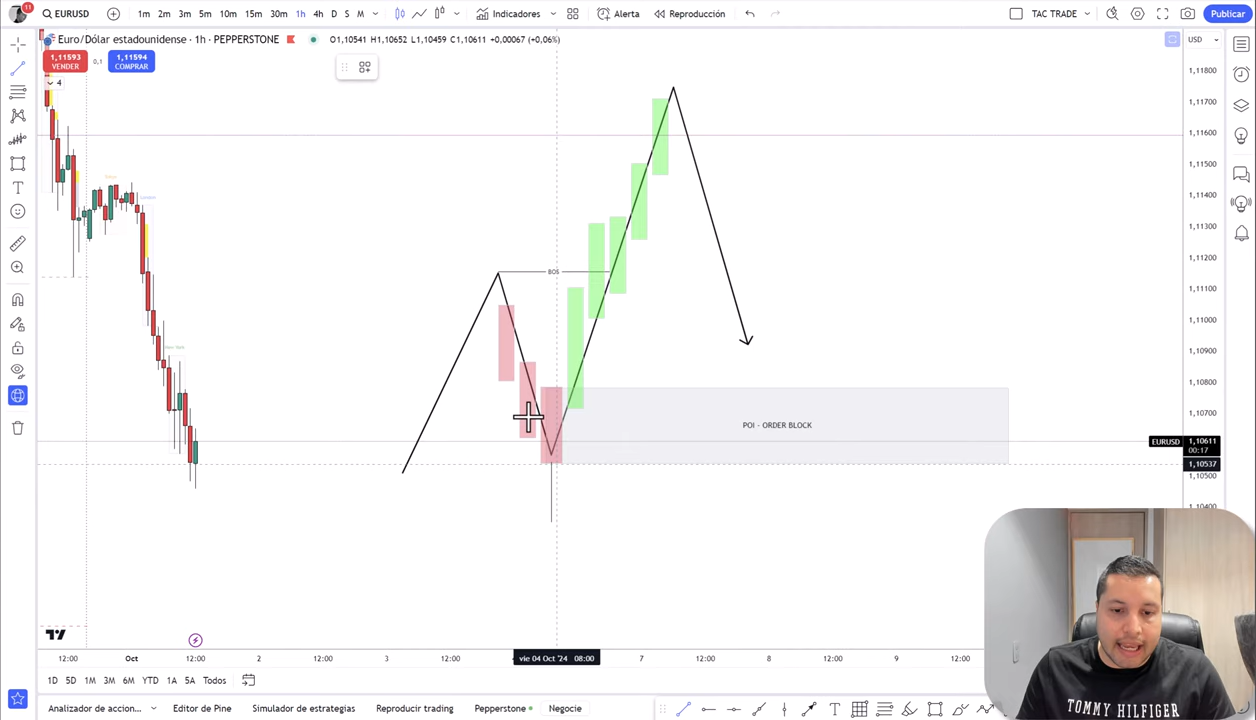 11
EURUSD
1m 2m 3m 5m 10m 15m 30m 1h 4h D S M
Indicadores
Alerta
Reproducción
TAC TRADE
Publicar
Euro/Dólar estadounidense · 1h · PEPPERSTONE
O1,10541 H1,10652 L1,10459 C1,10611 +0,00067 (+0,06%)
USD
1,11593
VENDER
0,1
1,11594
COMPRAR
4
1,11800
1,11700
1,11600
1,11500
1,11400
1,11300
1,11200
1,11100
1,11000
1,10900
1,10800
1,10700
EURUSD 1,10611
00:17
1,10537
1,10500
1,10400
BOS
POI - ORDER BLOCK
12:00 Oct 12:00 2 12:00 3 12:00 vie 04 Oct '24 08:00 7 12:00 8 12:00 9 12:00
1D 5D 1M 3M 6M YTD 1A 5A Todos
Analizador de accion... Editor de Pine Simulador de estrategias Reproducir trading Pepperstone Negocie
TOMMY HILFIGER